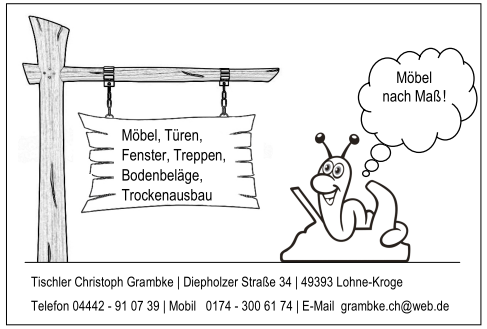 Möbel
nach Maß!
Möbel, Türen,
Fenster, Treppen,
Bodenbeläge,
Trockenausbau
Tischler Christoph Grambke | Diepholzer Straße 34 | 49393 Lohne-Kroge
Telefon 04442 - 91 07 39 | Mobil 0174 - 300 61 74 | E-Mail grambke.ch@web.de